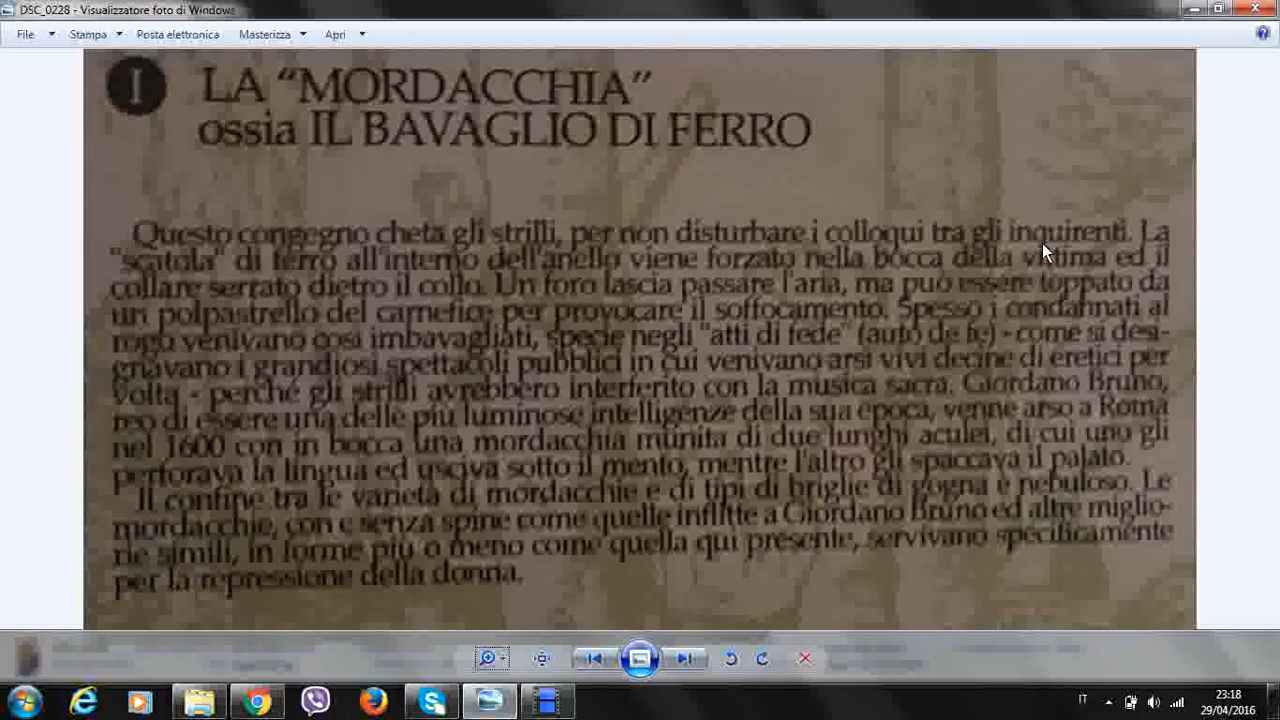 DSC_0228 - Visualizzatore foto di Windows
File Stampa Posta elettronica Masterizza Apri
I LA “MORDACCHIA”
ossia IL BAVAGLIO DI FERRO
Questo congegno cheta gli strilli, per non disturbare i colloqui tra gli inquirenti. La
"scatola" di ferro all'interno dell'anello viene forzato nella bocca della vittima ed il
collare serrato dietro il collo. Un foro lascia passare l'aria, ma può essere toppato da
un polpastrello del carnefice per provocare il soffocamento. Spesso i condannati al
rogo venivano così imbavagliati, specie negli "atti di fede" (auto de fe) - come si desi-
gnavano i grandiosi spettacoli pubblici in cui venivano arsi vivi decine di eretici per
volta - perché gli strilli avrebbero interferito con la musica sacra. Giordano Bruno,
reo di essere una delle più luminose intelligenze della sua epoca, venne arso a Roma
nel 1600 con in bocca una mordacchia munita di due lunghi aculei, di cui uno gli
perforava la lingua ed usciva sotto il mento, mentre l'altro gli spaccava il palato.
Il confine tra le varietà di mordacchie e di tipi di briglie di gogna è nebuloso. Le
mordacchie, con e senza spine come quelle inflitte a Giordano Bruno ed altre miglio-
rie simili, in forme più o meno come quella qui presente, servivano specificamente
per la repressione della donna.
IT 23:18
29/04/2016